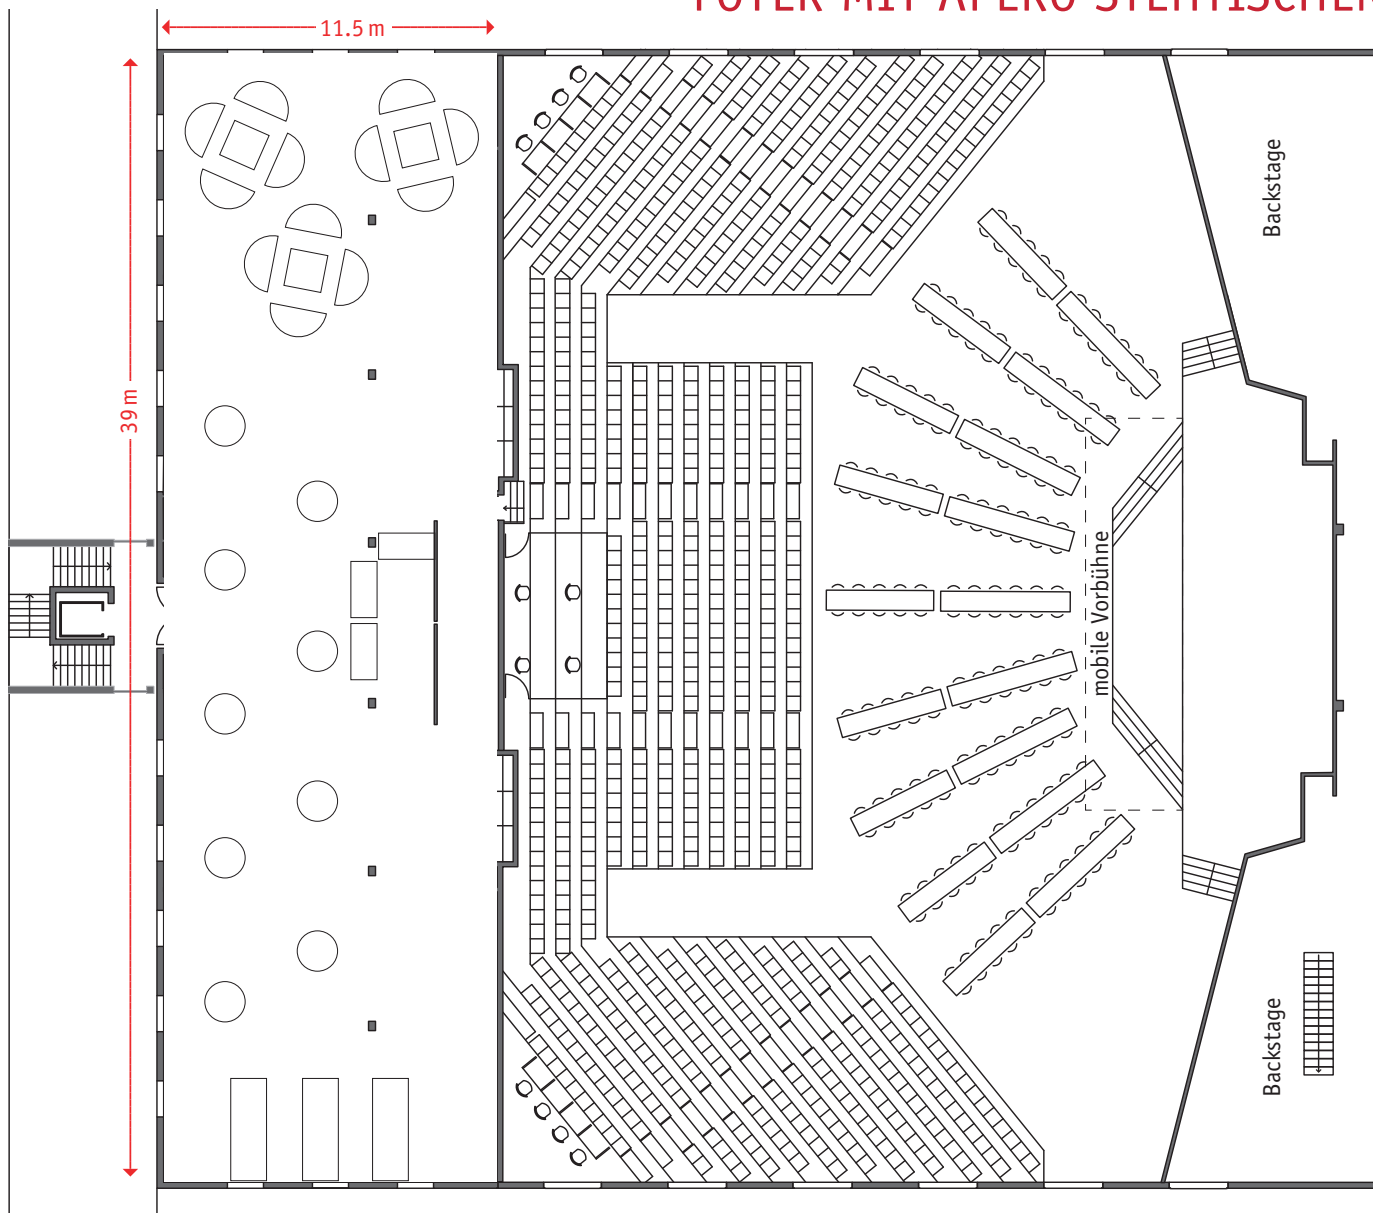 FOYER MIT APÉRO-STEHTISCHEN
11.5 m
39 m
Backstage
mobile Vorbühne
Backstage